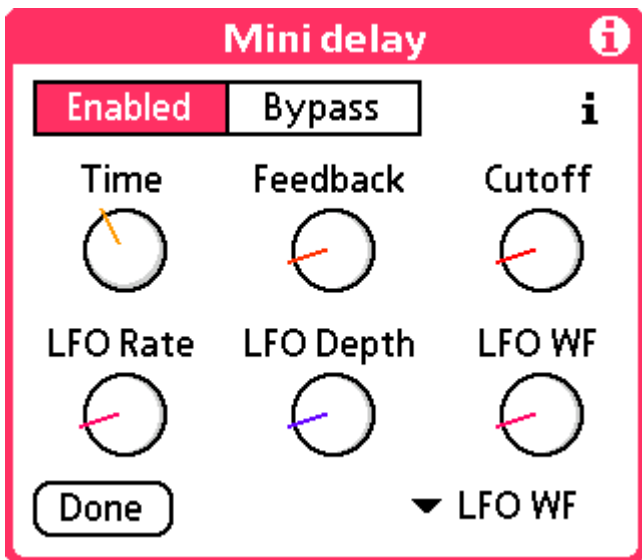 Mini delay i
Enabled Bypass i
Time Feedback Cutoff
LFO Rate LFO Depth LFO WF
Done LFO WF